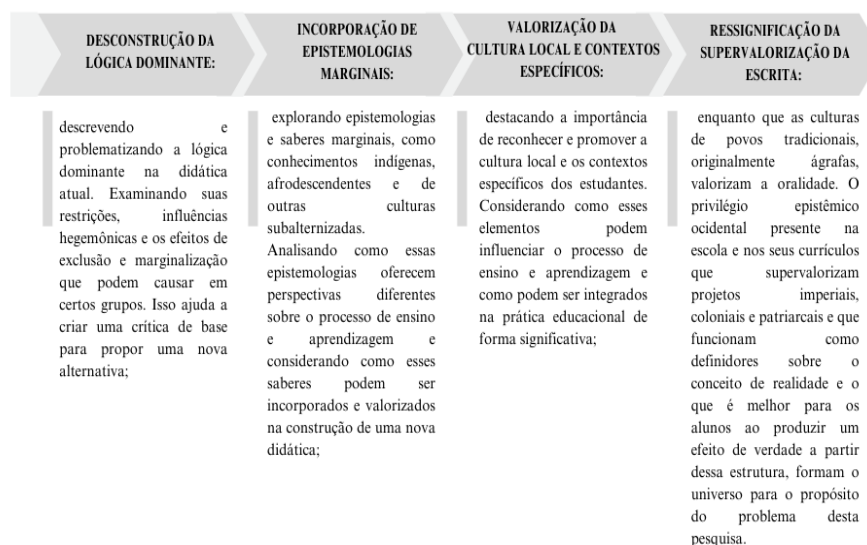 DESCONSTRUÇÃO DA
LÓGICA DOMINANTE:
descrevendo e
problematizando a lógica
dominante na didática
atual. Examinando suas
restrições, influências
hegemônicas e os efeitos de
exclusão e marginalização
que podem causar em
certos grupos. Isso ajuda a
criar uma crítica de base
para propor uma nova
alternativa;
INCORPORAÇÃO DE
EPISTEMOLOGIAS
MARGINAIS:
explorando epistemologias
e saberes marginais, como
conhecimentos indígenas,
afrodescendentes e de
outras culturas
subalternizadas.
Analisando como essas
epistemologias oferecem
perspectivas diferentes
sobre o processo de ensino
e aprendizagem e
considerando como esses
saberes podem ser
incorporados e valorizados
na construção de uma nova
didática;
VALORIZAÇÃO DA
CULTURA LOCAL E CONTEXTOS
ESPECÍFICOS:
destacando a importância
de reconhecer e promover a
cultura local e os contextos
específicos dos estudantes.
Considerando como esses
elementos podem
influenciar o processo de
ensino e aprendizagem e
como podem ser integrados
na prática educacional de
forma significativa;
RESSIGNIFICAÇÃO DA
SUPERVALORIZAÇÃO DA
ESCRITA:
enquanto que as culturas
de povos tradicionais,
originalmente ágrafas,
valorizam a oralidade. O
privilégio epistêmico
ocidental presente na
escola e nos seus currículos
que supervalorizam
projetos imperiais,
coloniais e patriarcais e que
funcionam como
definidores sobre o
conceito de realidade e o
que é melhor para os
alunos ao produzir um
efeito de verdade a partir
dessa estrutura, formam o
universo para o propósito
do problema desta
pesquisa.